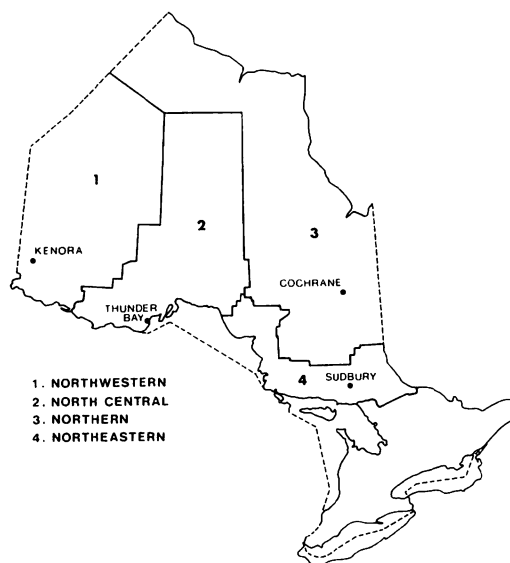 1
2
3
KENORA
COCHRANE
THUNDER
BAY
4
SUDBURY
1. NORTHWESTERN
2. NORTH CENTRAL
3. NORTHERN
4. NORTHEASTERN